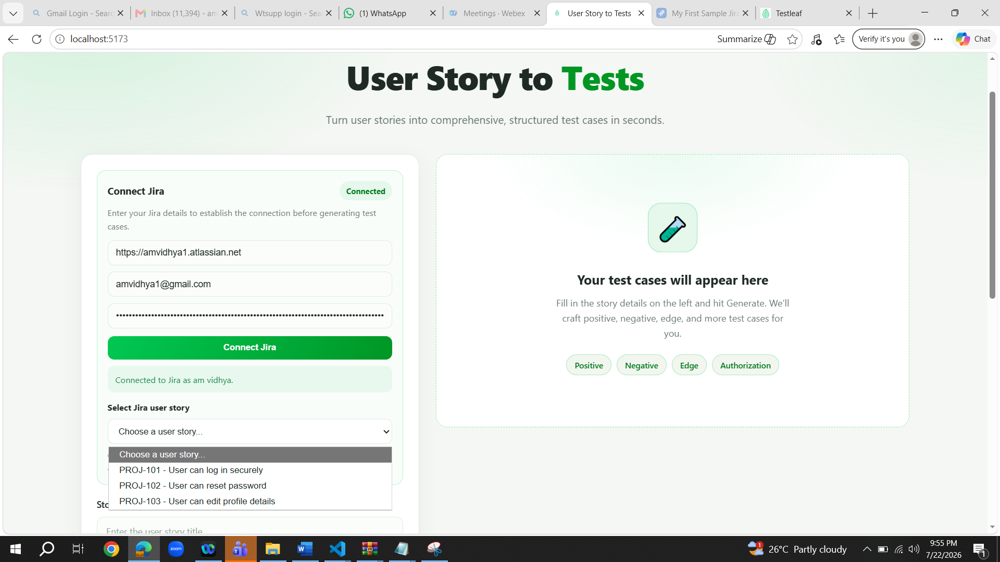 Gmail Login - Searc
Inbox (11,394) - am
Wtsupp login - Sea
(1) WhatsApp
Meetings · Webex
User Story to Tests
My First Sample Jira
Testleaf
localhost:5173
Summarize
Verify it's you
Chat
User Story to Tests
Turn user stories into comprehensive, structured test cases in seconds.
Connect Jira
Connected
Enter your Jira details to establish the connection before generating test
cases.
https://amvidhya1.atlassian.net
amvidhya1@gmail.com
••••••••••••••••••••••••••••••••••••••••••••••••••••••••••••••••••••••••••••••••••••
Connect Jira
Connected to Jira as am vidhya.
Select Jira user story
Choose a user story...
Choose a user story...
PROJ-101 - User can log in securely
PROJ-102 - User can reset password
PROJ-103 - User can edit profile details
Enter the user story title
Your test cases will appear here
Fill in the story details on the left and hit Generate. We'll
craft positive, negative, edge, and more test cases for
you.
Positive
Negative
Edge
Authorization
zoom
1
26°C Partly cloudy
9:55 PM
7/22/2026
1